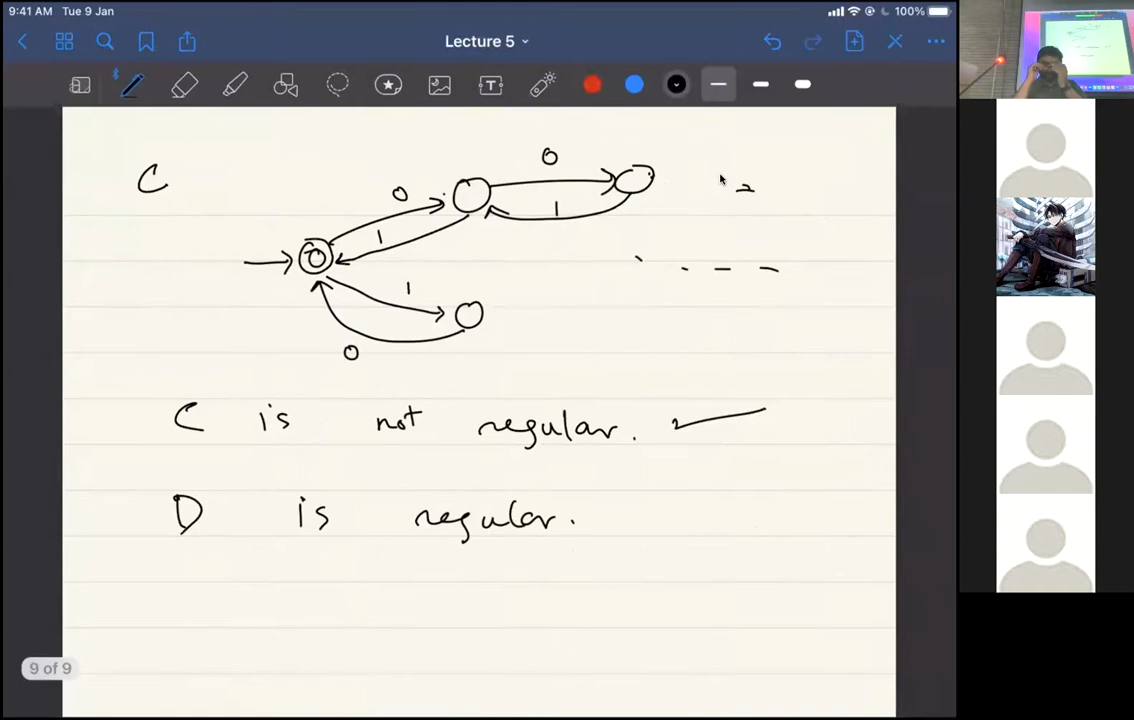 9:41 AM Tue 9 Jan
100%
Lecture 5
T
C
0
0
1
1
0
1
0
C is not regular.
D is regular.
9 of 9